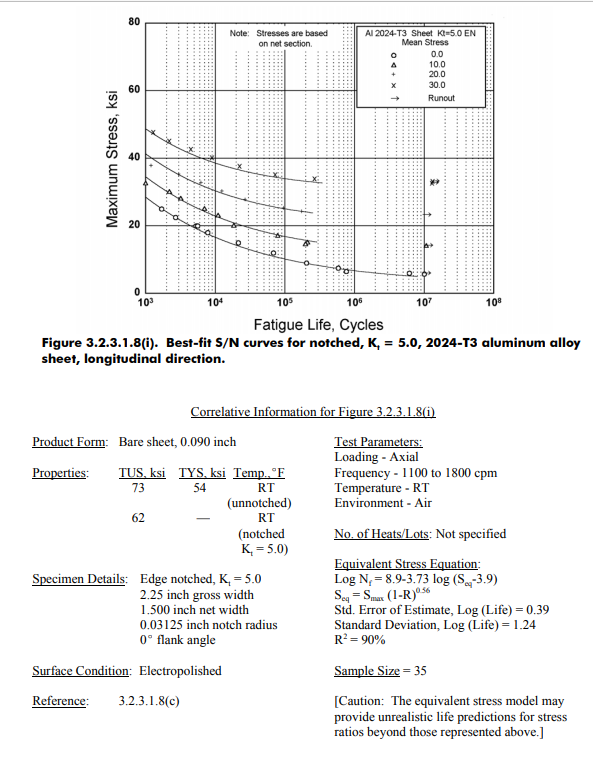 80
60
40
20
0
Maximum Stress, ksi
Note: Stresses are based
on net section.
Al 2024-T3 Sheet Kt=5.0 EN
Mean Stress
○ 0.0
△ 10.0
+ 20.0
x 30.0
→ Runout
10³ 10⁴ 10⁵ 10⁶ 10⁷ 10⁸
Fatigue Life, Cycles
Figure 3.2.3.1.8(i). Best-fit S/N curves for notched, Kt = 5.0, 2024-T3 aluminum alloy
sheet, longitudinal direction.
Correlative Information for Figure 3.2.3.1.8(i)
Product Form: Bare sheet, 0.090 inch
Properties: TUS, ksi TYS, ksi Temp.,°F
73 54 RT
(unnotched)
62 — RT
(notched
Kt = 5.0)
Specimen Details: Edge notched, Kt = 5.0
2.25 inch gross width
1.500 inch net width
0.03125 inch notch radius
0° flank angle
Surface Condition: Electropolished
Reference: 3.2.3.1.8(c)
Test Parameters:
Loading - Axial
Frequency - 1100 to 1800 cpm
Temperature - RT
Environment - Air
No. of Heats/Lots: Not specified
Equivalent Stress Equation:
Log Nf = 8.9-3.73 log (Seq-3.9)
Seq = Smax (1-R)^0.56
Std. Error of Estimate, Log (Life) = 0.39
Standard Deviation, Log (Life) = 1.24
R² = 90%
Sample Size = 35
[Caution: The equivalent stress model may
provide unrealistic life predictions for stress
ratios beyond those represented above.]